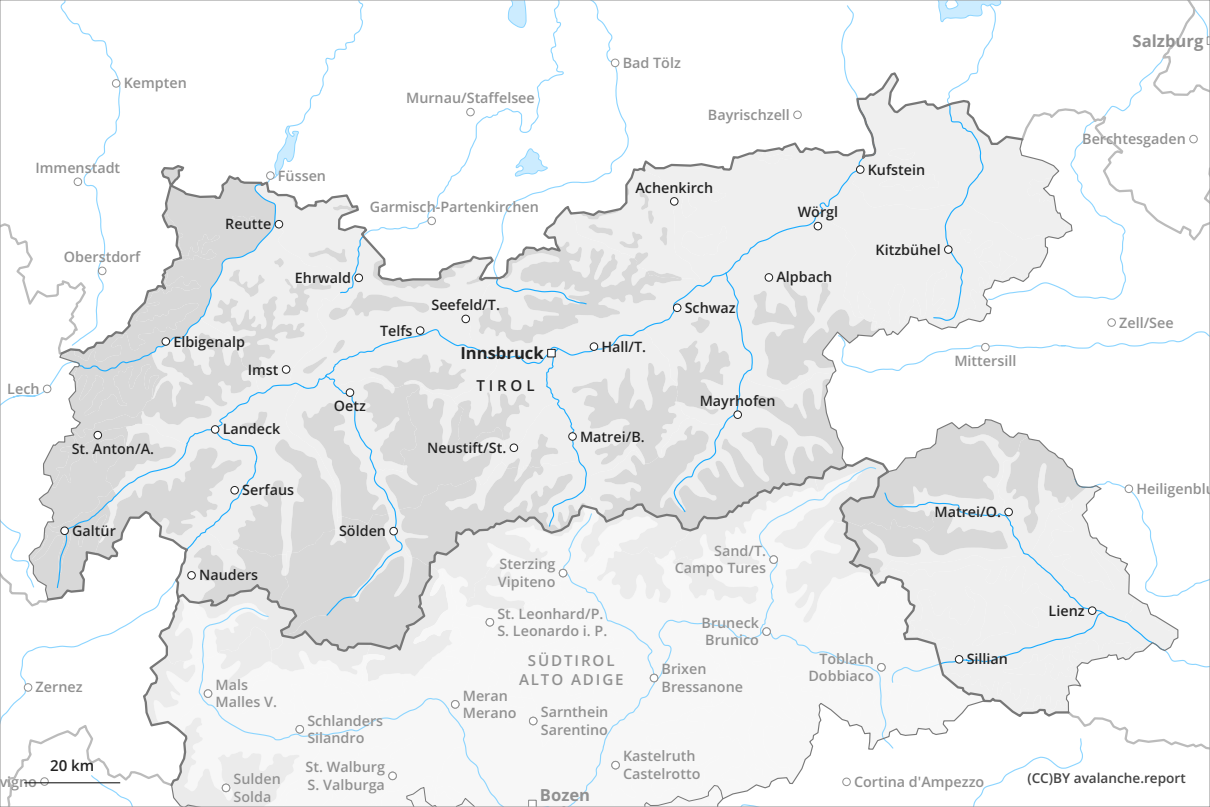 Salzburg
Bad Tölz
Kempten
Murnau/Staffelsee
Bayrischzell
Berchtesgaden
Immenstadt
Füssen
Kufstein
Achenkirch
Garmisch-Partenkirchen
Wörgl
Reutte
Kitzbühel
Oberstdorf
Ehrwald
Alpbach
Seefeld/T.
Schwaz
Zell/See
Telfs
Elbigenalp
Innsbruck
Hall/T.
Mittersill
Imst
TIROL
Lech
Oetz
Mayrhofen
Landeck
Matrei/B.
St. Anton/A.
Neustift/St.
Serfaus
Heiligenblu
Matrei/O.
Galtür
Sölden
Sand/T.
Campo Tures
Sterzing
Vipiteno
Nauders
Lienz
St. Leonhard/P.
S. Leonardo i. P.
Bruneck
Brunico
SÜDTIROL
ALTO ADIGE
Toblach
Dobbiaco
Sillian
Brixen
Bressanone
Zernez
Mals
Malles V.
Meran
Merano
Sarnthein
Sarentino
Schlanders
Silandro
Kastelruth
Castelrotto
20 km
St. Walburg
S. Valburga
Sulden
Solda
vigno
Cortina d'Ampezzo
(CC)BY avalanche.report
Bozen